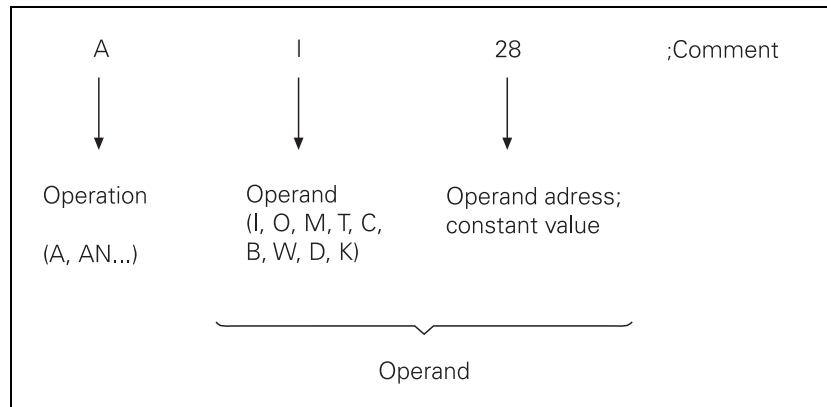 A I 28 ;Comment
Operation
(A, AN...)
Operand
(I, O, M, T, C,
B, W, D, K)
Operand adress;
constant value
Operand